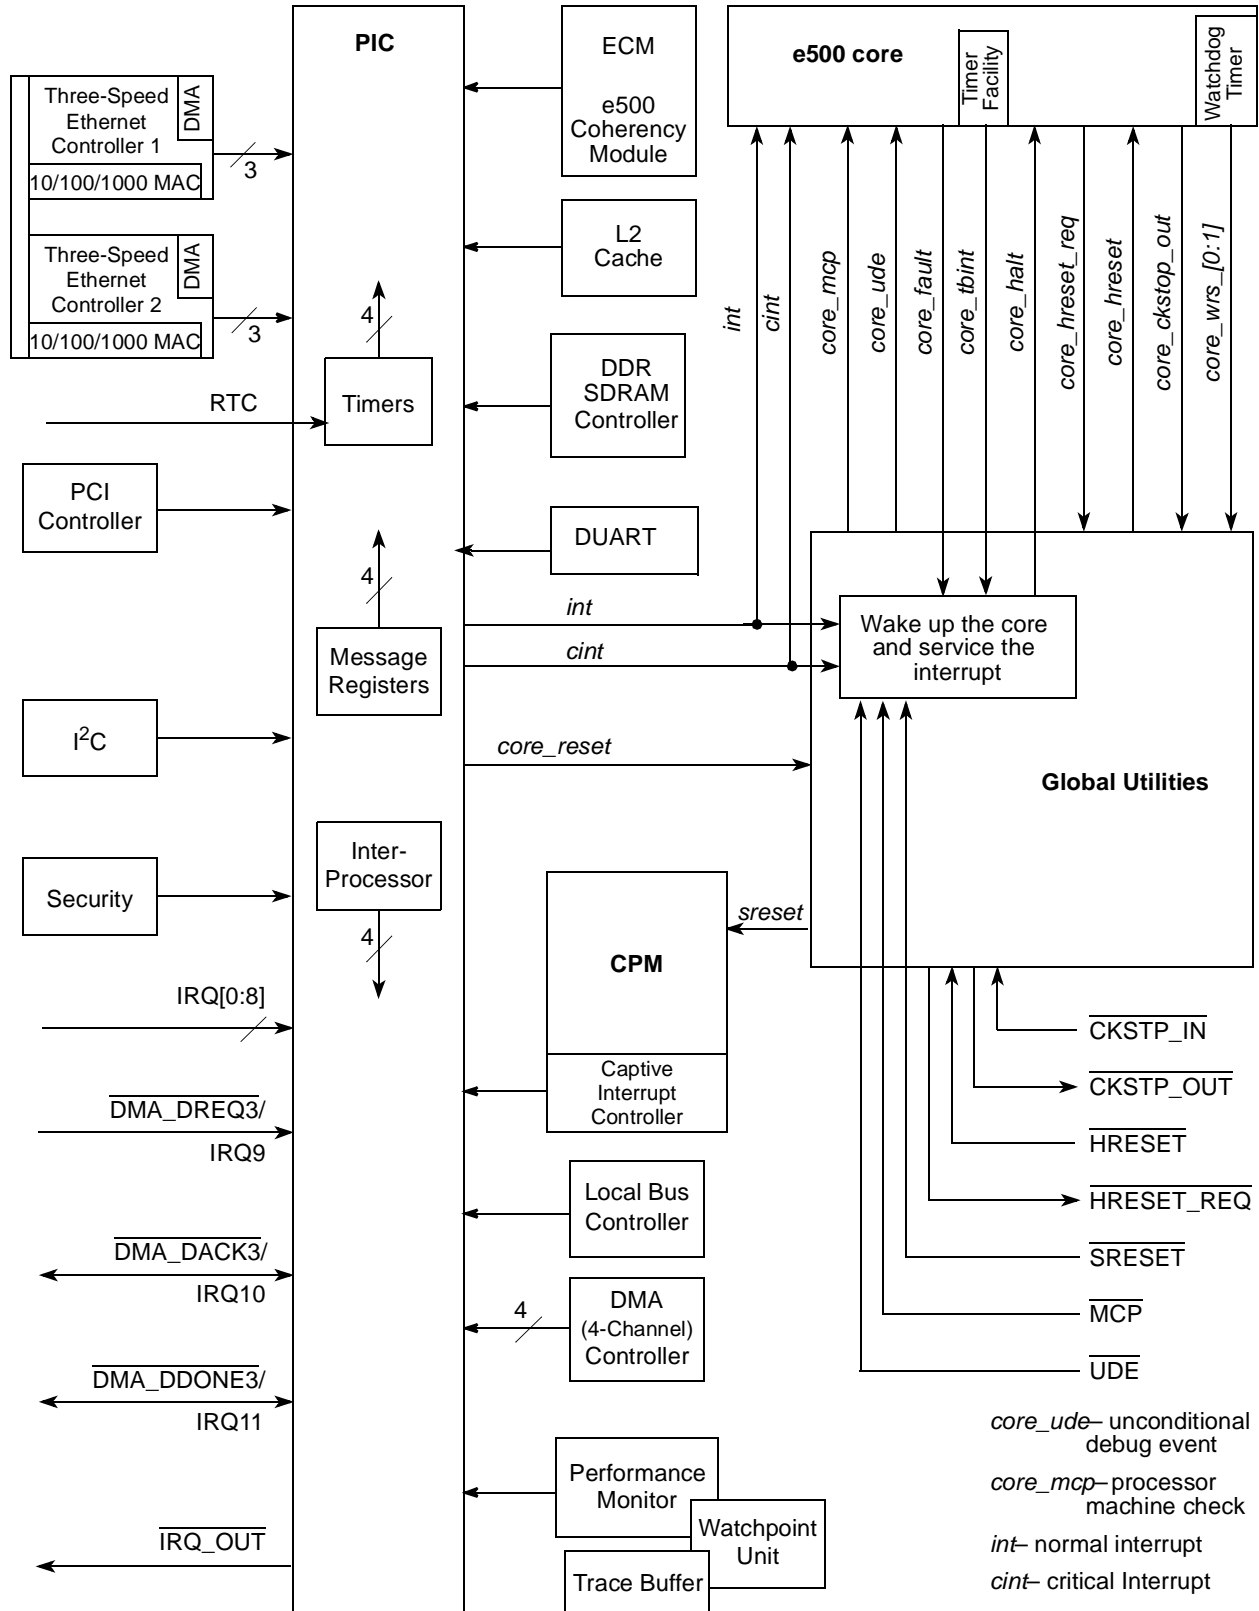 PIC
ECM
e500
Coherency
Module
e500 core
Timer
Facility
Watchdog
Timer
Three-Speed
Ethernet
Controller 1
DMA
10/100/1000 MAC
3
Three-Speed
Ethernet
Controller 2
DMA
10/100/1000 MAC
3
L2
Cache
4
Timers
RTC
DDR
SDRAM
Controller
int
cint
core_mcp
core_ude
core_fault
core_tbint
core_halt
core_hreset_req
core_hreset
core_ckstop_out
core_wrs_[0:1]
PCI
Controller
DUART
4
Message
Registers
int
cint
Wake up the core
and service the
interrupt
I²C
core_reset
Global Utilities
Inter-
Processor
4
Security
sreset
CPM
Captive
Interrupt
Controller
IRQ[0:8]
DMA_DREQ3/
IRQ9
DMA_DACK3/
IRQ10
DMA_DDONE3/
IRQ11
IRQ_OUT
Local Bus
Controller
4
DMA
(4-Channel)
Controller
Performance
Monitor
Watchpoint
Unit
Trace Buffer
CKSTP_IN
CKSTP_OUT
HRESET
HRESET_REQ
SRESET
MCP
UDE
core_ude– unconditional
debug event
core_mcp–processor
machine check
int– normal interrupt
cint– critical Interrupt